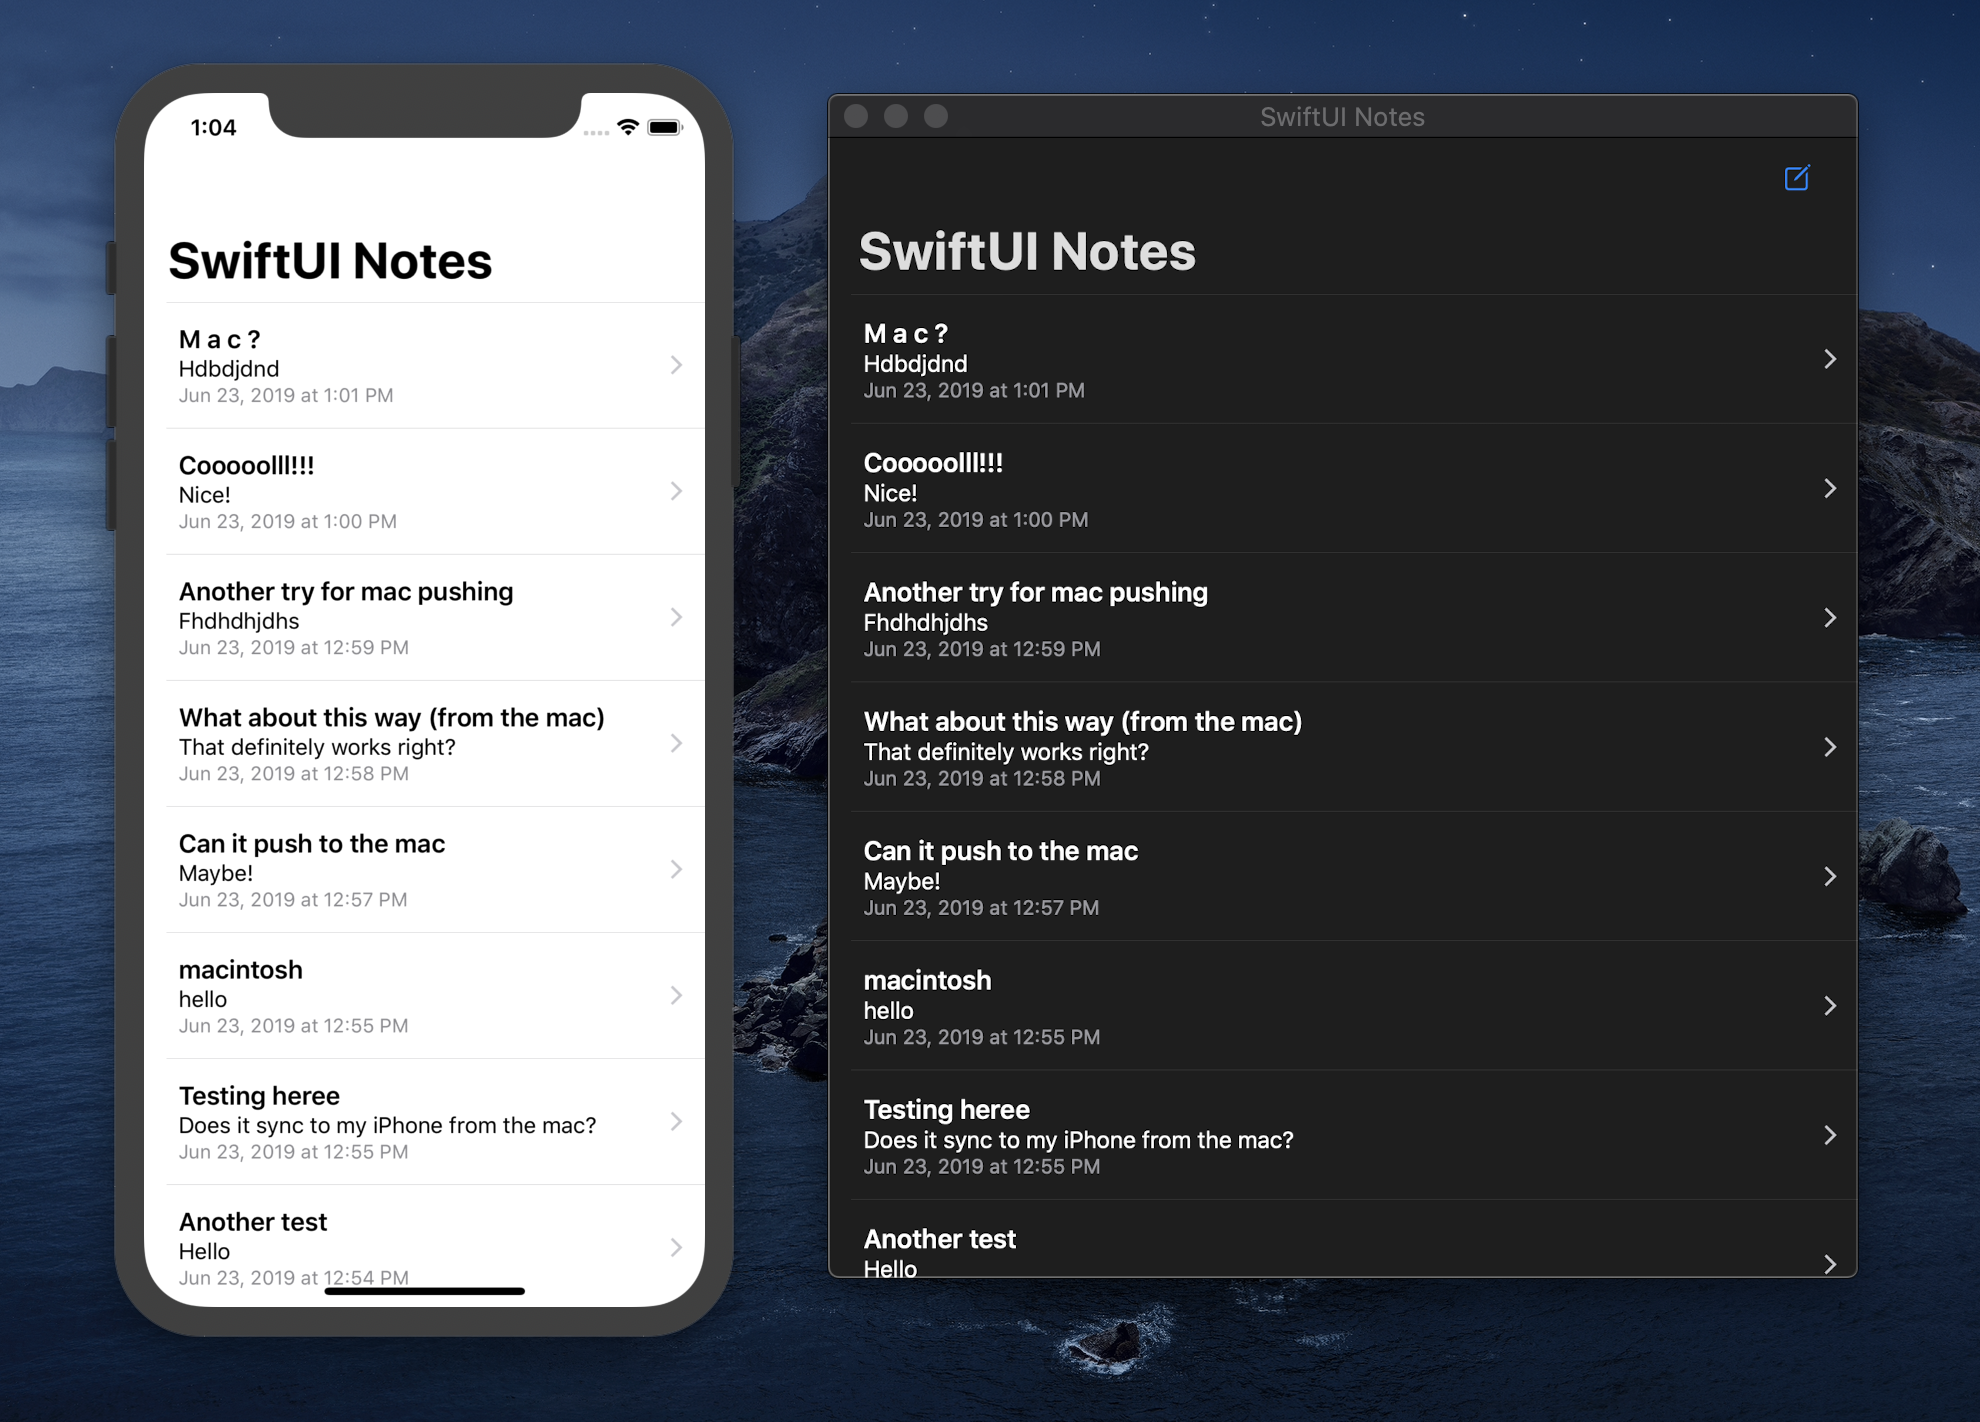 1:04
SwiftUI Notes
M a c ?
Hdbdjdnd
Jun 23, 2019 at 1:01 PM
Cooooolll!!!
Nice!
Jun 23, 2019 at 1:00 PM
Another try for mac pushing
Fhdhdhjdhs
Jun 23, 2019 at 12:59 PM
What about this way (from the mac)
That definitely works right?
Jun 23, 2019 at 12:58 PM
Can it push to the mac
Maybe!
Jun 23, 2019 at 12:57 PM
macintosh
hello
Jun 23, 2019 at 12:55 PM
Testing heree
Does it sync to my iPhone from the mac?
Jun 23, 2019 at 12:55 PM
Another test
Hello
Jun 23, 2019 at 12:54 PM
SwiftUI Notes
SwiftUI Notes
M a c ?
Hdbdjdnd
Jun 23, 2019 at 1:01 PM
Cooooolll!!!
Nice!
Jun 23, 2019 at 1:00 PM
Another try for mac pushing
Fhdhdhjdhs
Jun 23, 2019 at 12:59 PM
What about this way (from the mac)
That definitely works right?
Jun 23, 2019 at 12:58 PM
Can it push to the mac
Maybe!
Jun 23, 2019 at 12:57 PM
macintosh
hello
Jun 23, 2019 at 12:55 PM
Testing heree
Does it sync to my iPhone from the mac?
Jun 23, 2019 at 12:55 PM
Another test
Hello